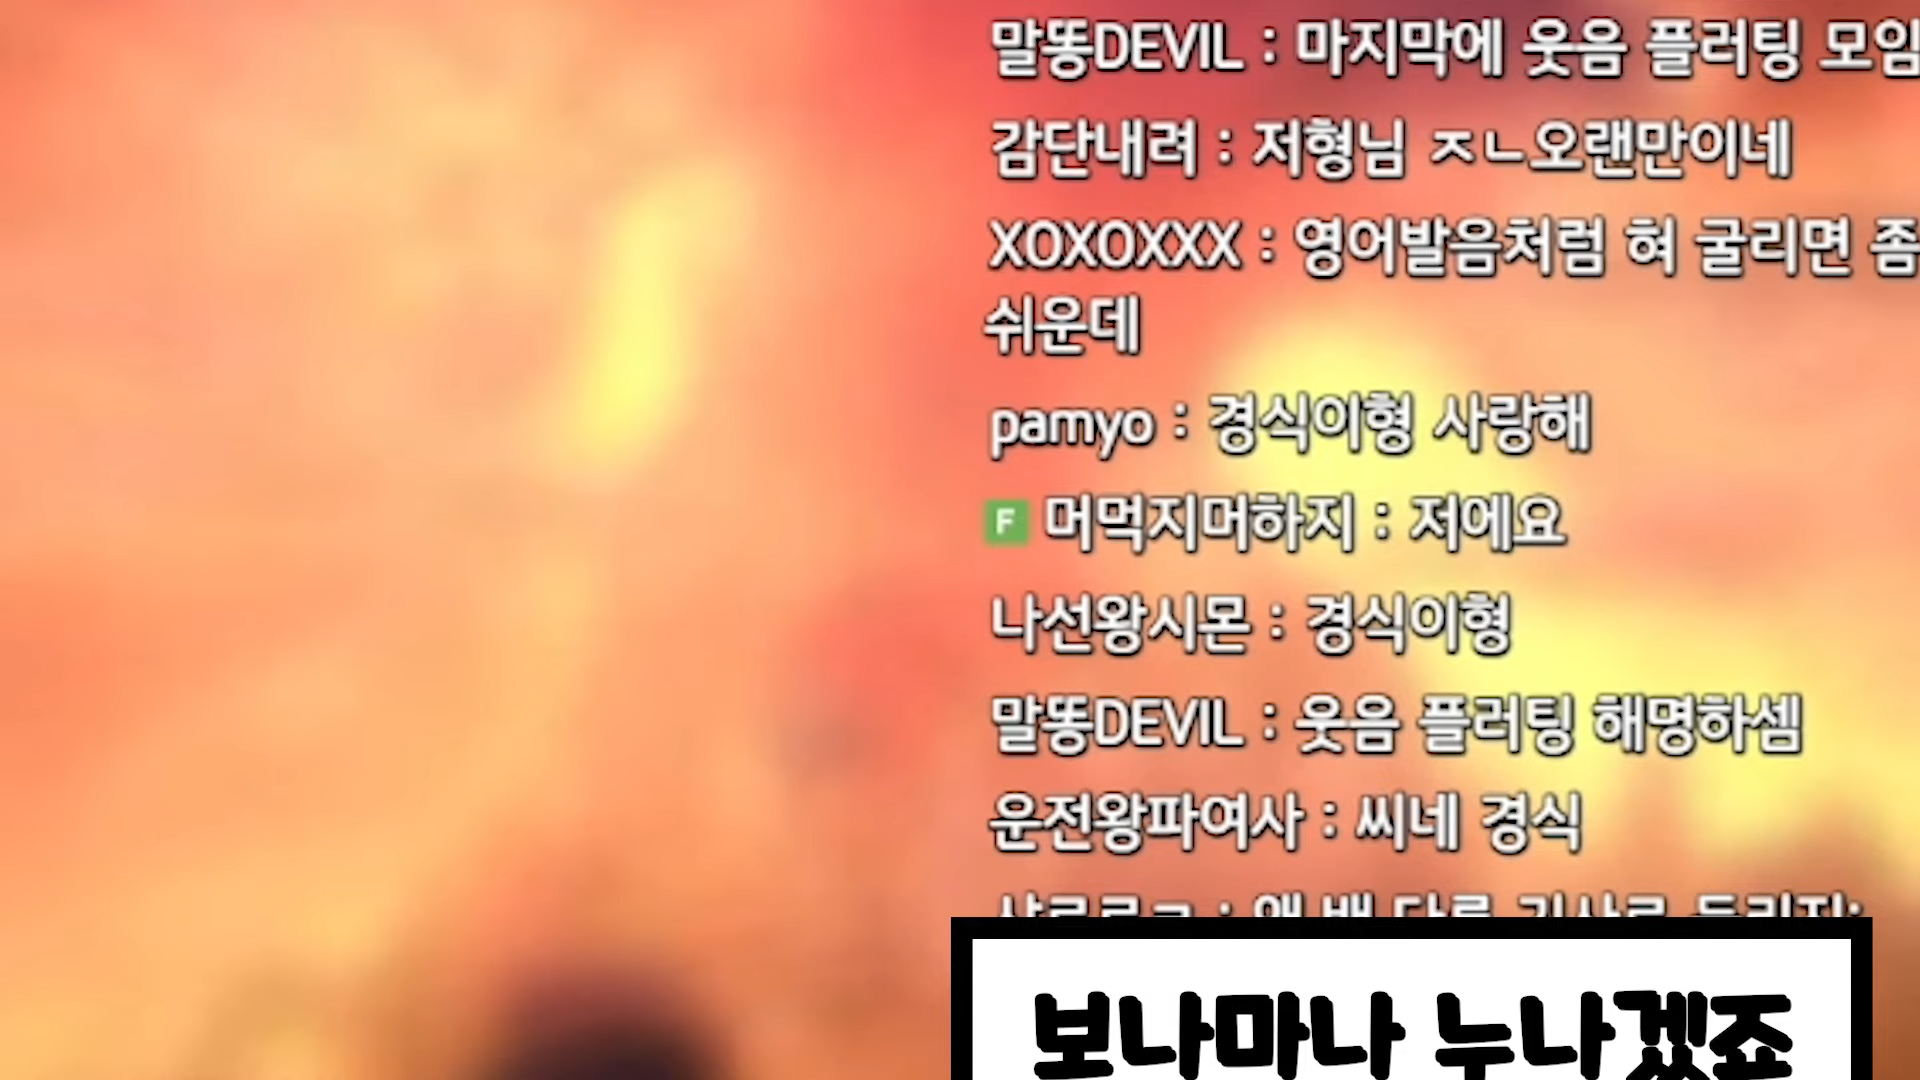 말똥DEVIL : 마지막에 웃음 플러팅 모임
감단내려 : 저형님 ㅈㄴ오랜만이네
XOXOXXX : 영어발음처럼 혀 굴리면 좀
쉬운데
pamyo : 경식이형 사랑해
F 머먹지머하지 : 저에요
나선왕시몬 : 경식이형
말똥DEVIL : 웃음 플러팅 해명하셈
운전왕파여사 : 씨네 경식
보나마나 누나겠죠